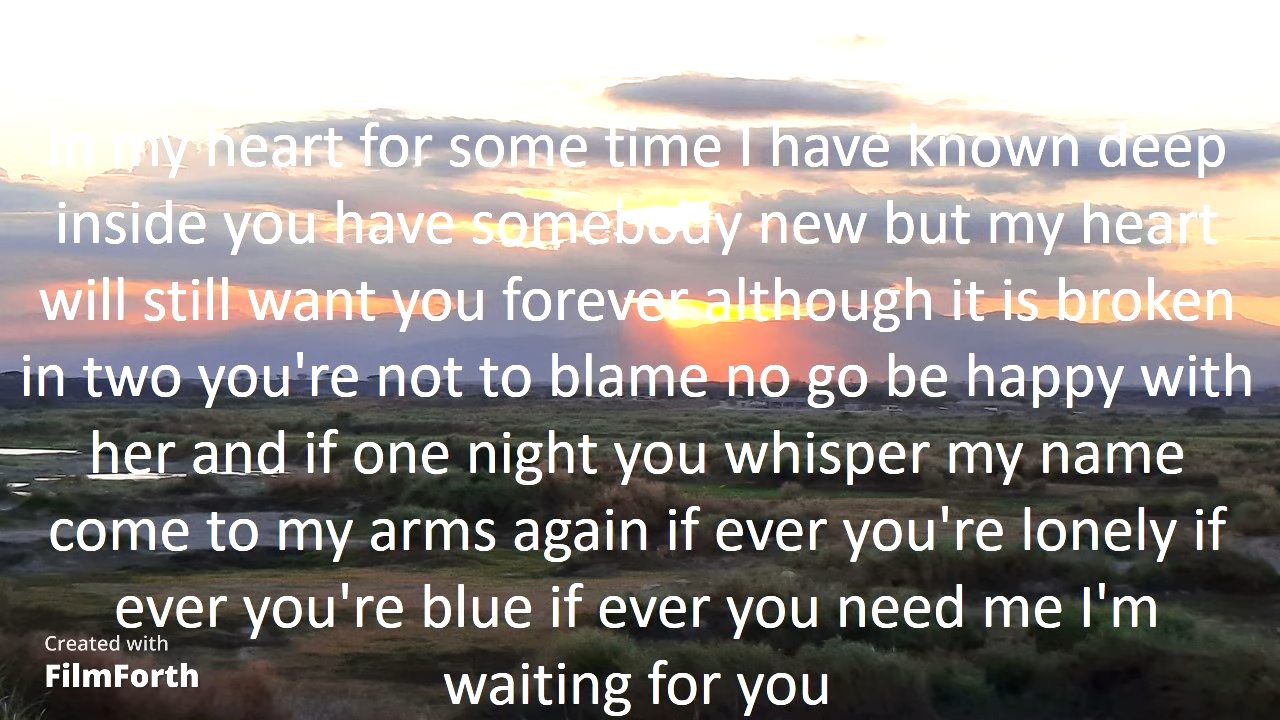 In my heart for some time I have known deep
inside you have somebody new but my heart
will still want you forever although it is broken
in two you're not to blame no go be happy with
her and if one night you whisper my name
come to my arms again if ever you're lonely if
ever you're blue if ever you need me I'm
waiting for you
Created with
FilmForth